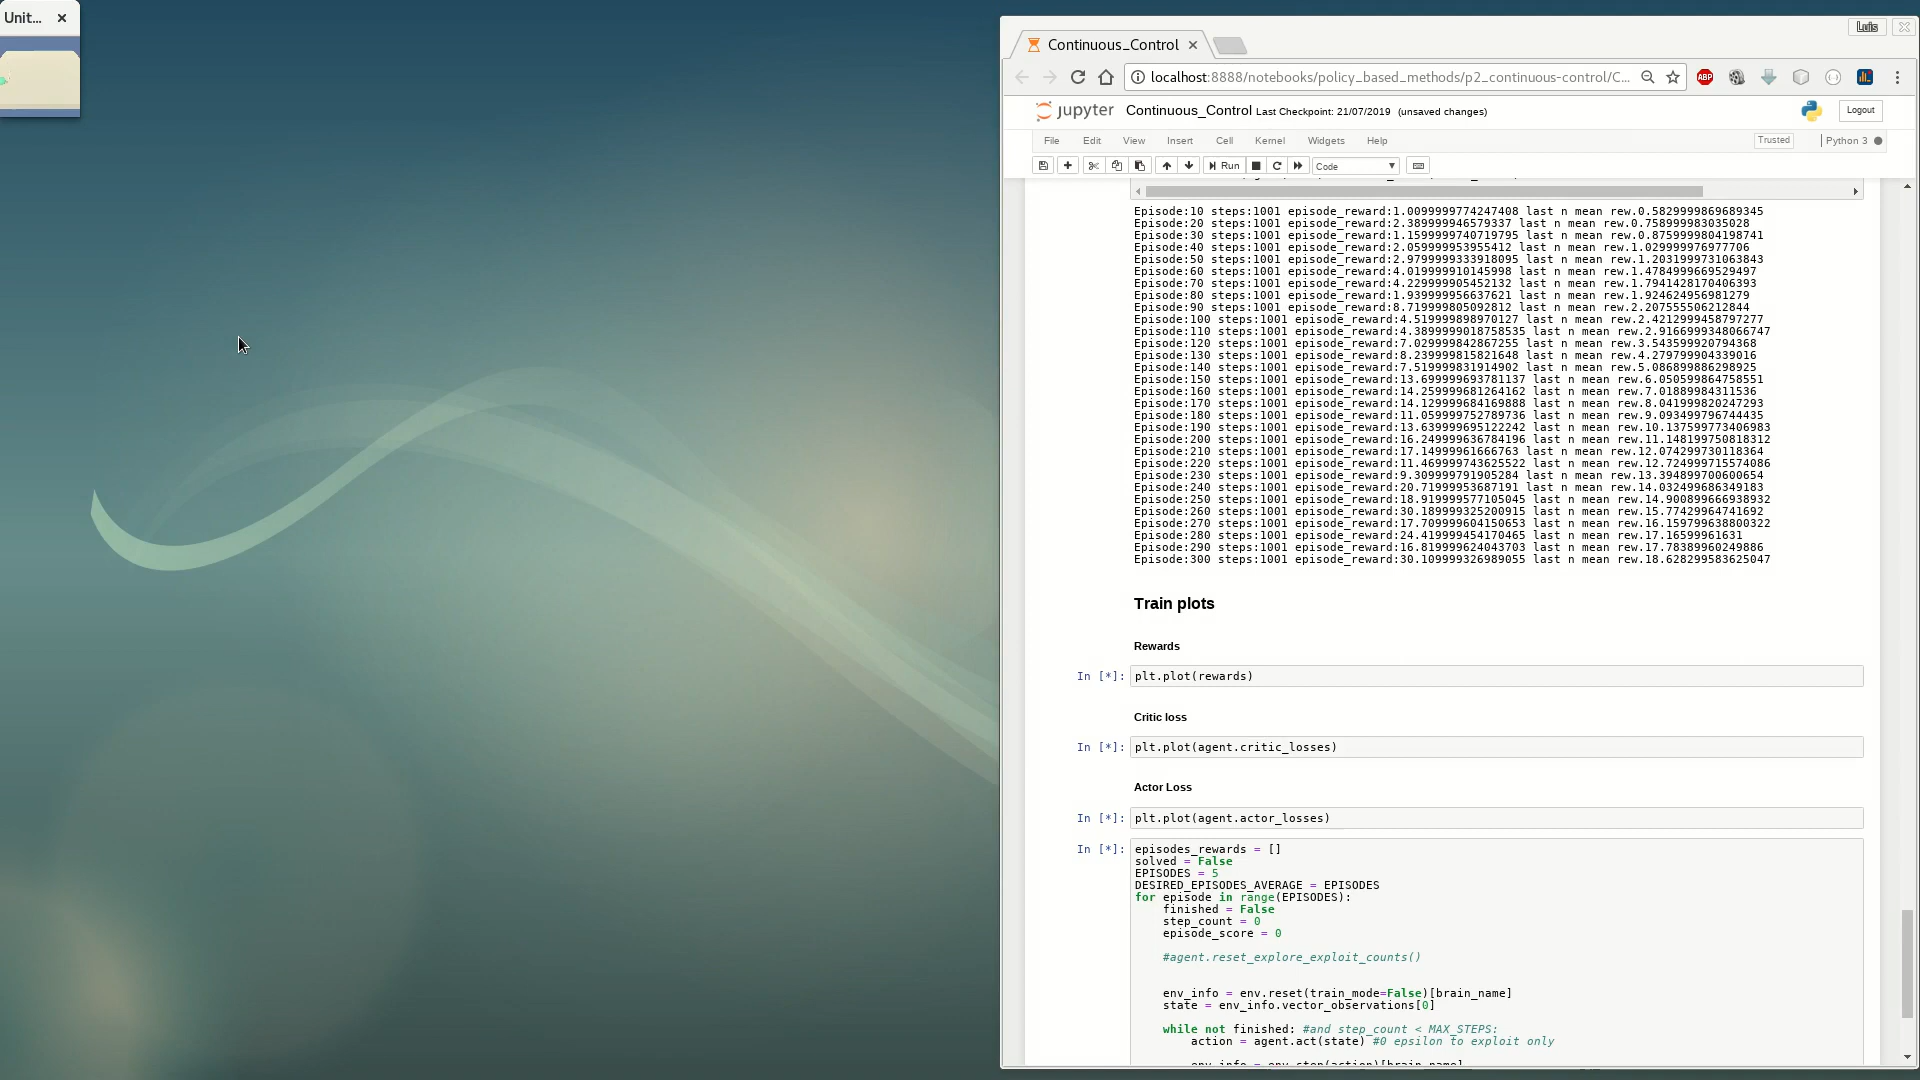 Unit...
Luis
Continuous_Control
localhost:8888/notebooks/policy_based_methods/p2_continuous-control/C...
ABP
jupyter Continuous_Control Last Checkpoint: 21/07/2019 (unsaved changes)
Logout
File Edit View Insert Cell Kernel Widgets Help
Trusted
Python 3
Run
Code
Episode:10 steps:1001 episode_reward:1.0099999774247408 last n mean rew.0.5829999869689345
Episode:20 steps:1001 episode_reward:2.389999946579337 last n mean rew.0.758999983035028
Episode:30 steps:1001 episode_reward:1.1599999740719795 last n mean rew.0.8759999804198741
Episode:40 steps:1001 episode_reward:2.059999953955412 last n mean rew.1.029999976977706
Episode:50 steps:1001 episode_reward:2.9799999333918095 last n mean rew.1.2031999731063843
Episode:60 steps:1001 episode_reward:4.019999910145998 last n mean rew.1.4784999669529497
Episode:70 steps:1001 episode_reward:4.229999905452132 last n mean rew.1.7941428170406393
Episode:80 steps:1001 episode_reward:1.939999956637621 last n mean rew.1.924624956981279
Episode:90 steps:1001 episode_reward:8.719999805092812 last n mean rew.2.207555506212844
Episode:100 steps:1001 episode_reward:4.519999898970127 last n mean rew.2.4212999458797277
Episode:110 steps:1001 episode_reward:4.3899999018758535 last n mean rew.2.9166999348066747
Episode:120 steps:1001 episode_reward:7.029999842867255 last n mean rew.3.543599920794368
Episode:130 steps:1001 episode_reward:8.239999815821648 last n mean rew.4.279799904339016
Episode:140 steps:1001 episode_reward:7.519999831914902 last n mean rew.5.086899886298925
Episode:150 steps:1001 episode_reward:13.699999693781137 last n mean rew.6.050599864758551
Episode:160 steps:1001 episode_reward:14.259999681264162 last n mean rew.7.01889984311536
Episode:170 steps:1001 episode_reward:14.129999684169888 last n mean rew.8.041999820247293
Episode:180 steps:1001 episode_reward:11.059999752789736 last n mean rew.9.093499796744435
Episode:190 steps:1001 episode_reward:13.639999695122242 last n mean rew.10.137599773406983
Episode:200 steps:1001 episode_reward:16.249999636784196 last n mean rew.11.148199750818312
Episode:210 steps:1001 episode_reward:17.14999961666763 last n mean rew.12.074299730118364
Episode:220 steps:1001 episode_reward:11.469999743625522 last n mean rew.12.724999715574086
Episode:230 steps:1001 episode_reward:9.309999791905284 last n mean rew.13.394899700600654
Episode:240 steps:1001 episode_reward:20.71999953687191 last n mean rew.14.032499686349183
Episode:250 steps:1001 episode_reward:18.919999577105045 last n mean rew.14.900899666938932
Episode:260 steps:1001 episode_reward:30.189999325200915 last n mean rew.15.77429964741692
Episode:270 steps:1001 episode_reward:17.709999604150653 last n mean rew.16.159799638800322
Episode:280 steps:1001 episode_reward:24.419999454170465 last n mean rew.17.16599961631
Episode:290 steps:1001 episode_reward:16.819999624043703 last n mean rew.17.78389960249886
Episode:300 steps:1001 episode_reward:30.109999326989055 last n mean rew.18.628299583625047
Train plots
Rewards
In [*]: plt.plot(rewards)
Critic loss
In [*]: plt.plot(agent.critic_losses)
Actor Loss
In [*]: plt.plot(agent.actor_losses)
In [*]: episodes_rewards = []
solved = False
EPISODES = 5
DESIRED_EPISODES_AVERAGE = EPISODES
for episode in range(EPISODES):
finished = False
step_count = 0
episode_score = 0
#agent.reset_explore_exploit_counts()
env_info = env.reset(train_mode=False)[brain_name]
state = env_info.vector_observations[0]
while not finished: #and step_count < MAX_STEPS:
action = agent.act(state) #0 epsilon to exploit only
env_info = env.step(action)[brain_name]